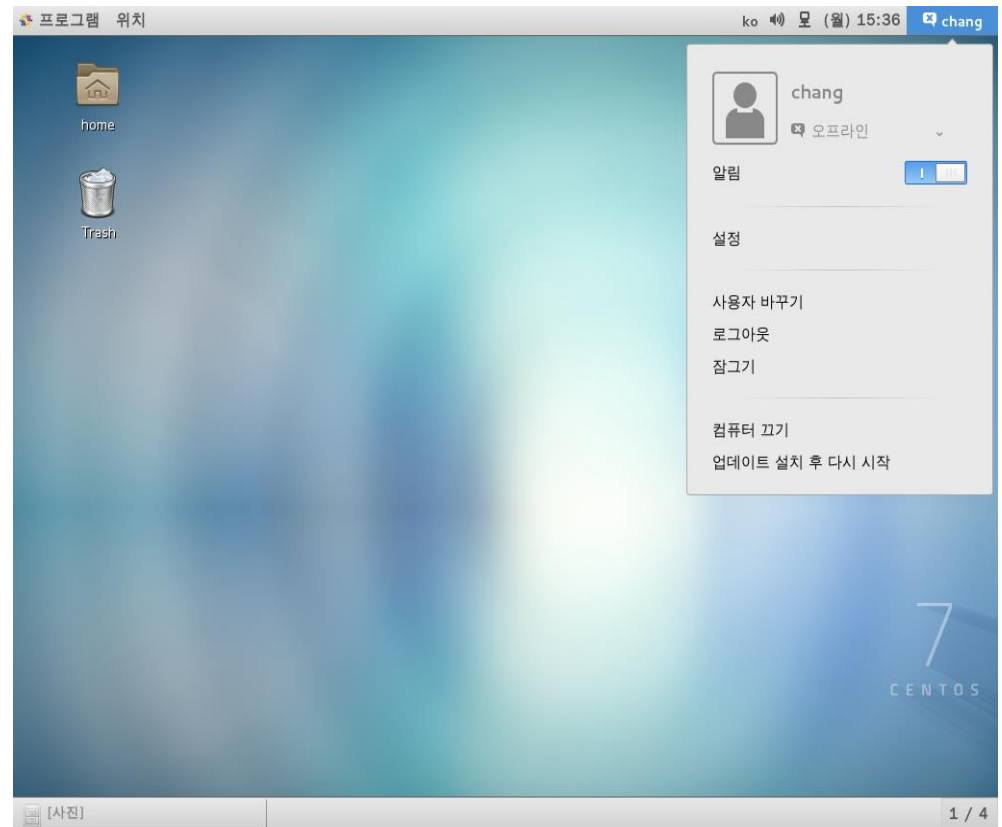 프로그램 위치 ko (월) 15:36 chang
home
Trash
chang
오프라인
알림
설정
사용자 바꾸기
로그아웃
잠그기
컴퓨터 끄기
업데이트 설치 후 다시 시작
7
CENTOS
[사진] 1 / 4